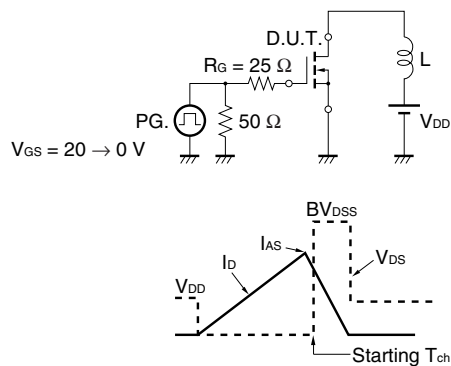 D.U.T.
RG = 25 Ω
L
PG.
50 Ω
VDD
VGS = 20 → 0 V
BVDSS
IAS
ID
VDS
VDD
Starting Tch